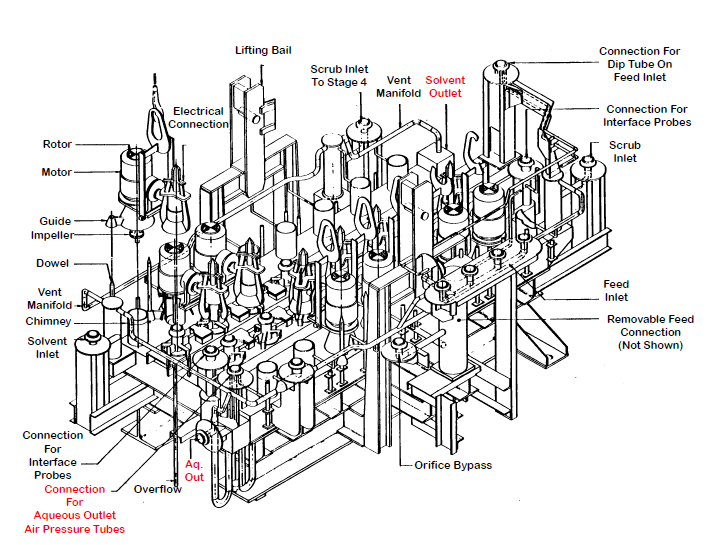 Lifting Bail
Scrub Inlet
To Stage 4
Vent
Manifold
Solvent
Outlet
Connection For
Dip Tube On
Feed Inlet
Electrical
Connection
Connection For
Interface Probes
Rotor
Scrub
Inlet
Motor
Guide
Impeller
Dowel
Vent
Manifold
Chimney
Solvent
Inlet
Feed
Inlet
Removable Feed
Connection
(Not Shown)
Connection
For
Interface
Probes
Aq.
Out
Orifice Bypass
Overflow
Connection
For
Aqueous Outlet
Air Pressure Tubes